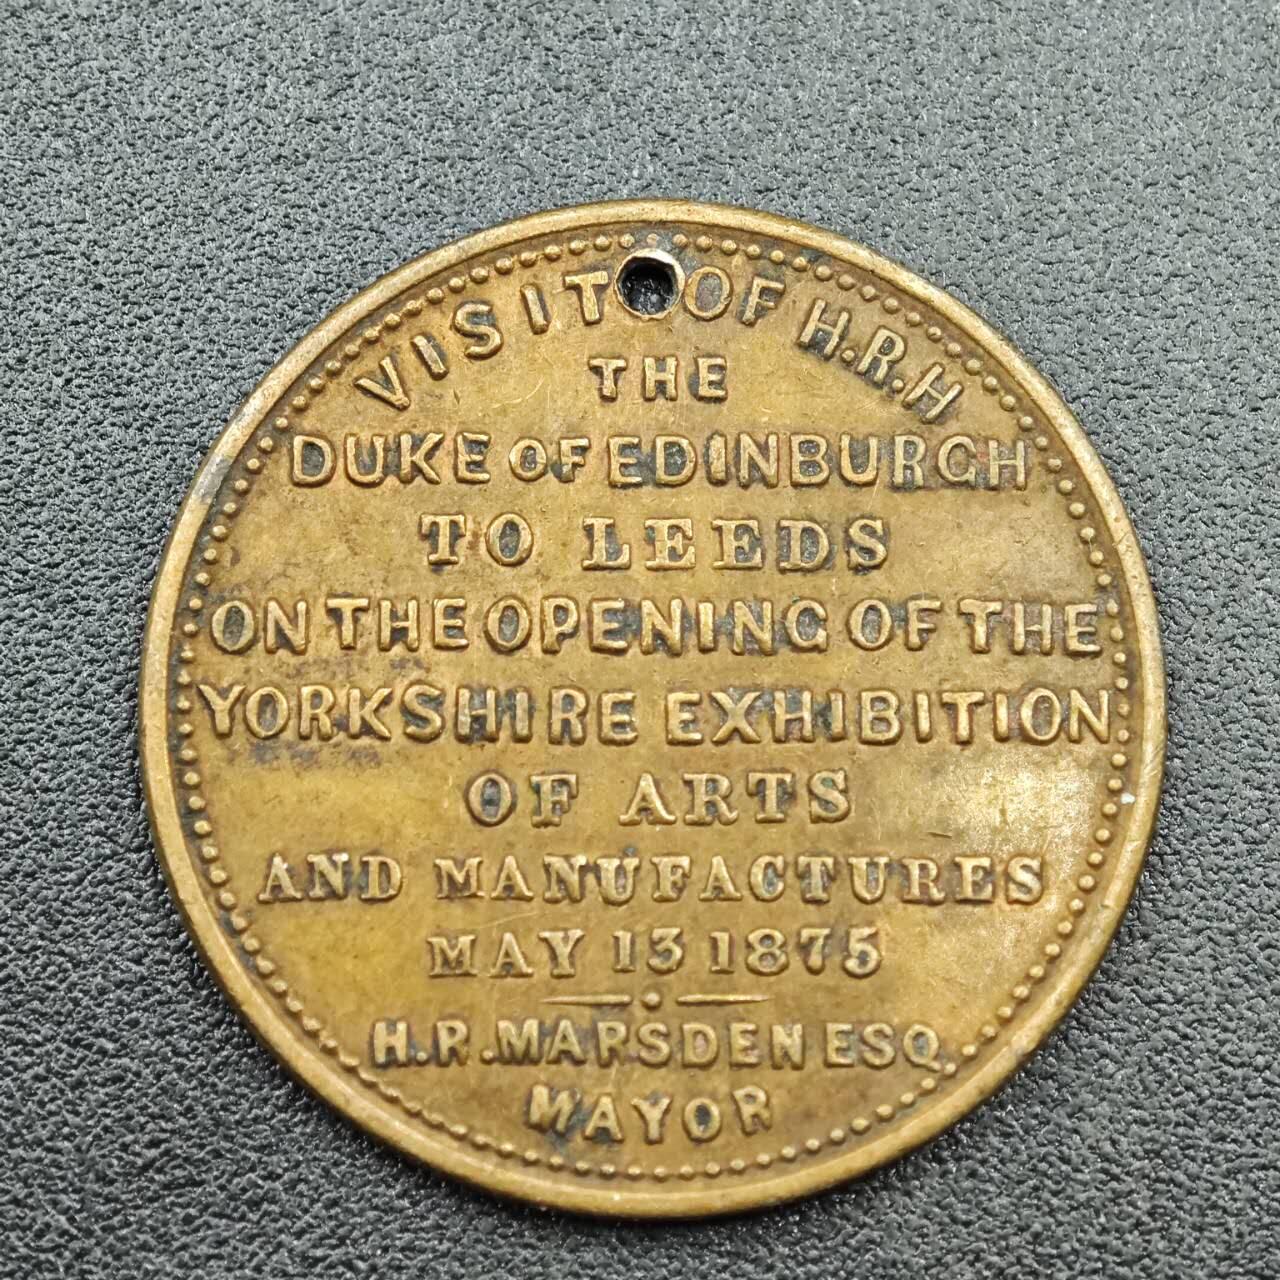 VISIT OF H.R.H
THE
DUKE OF EDINBURGH
TO LEEDS
ON THE OPENING OF THE
YORKSHIRE EXHIBITION
OF ARTS
AND MANUFACTURES
MAY 13 1875
H.R.MARSDEN ESQ
MAYOR